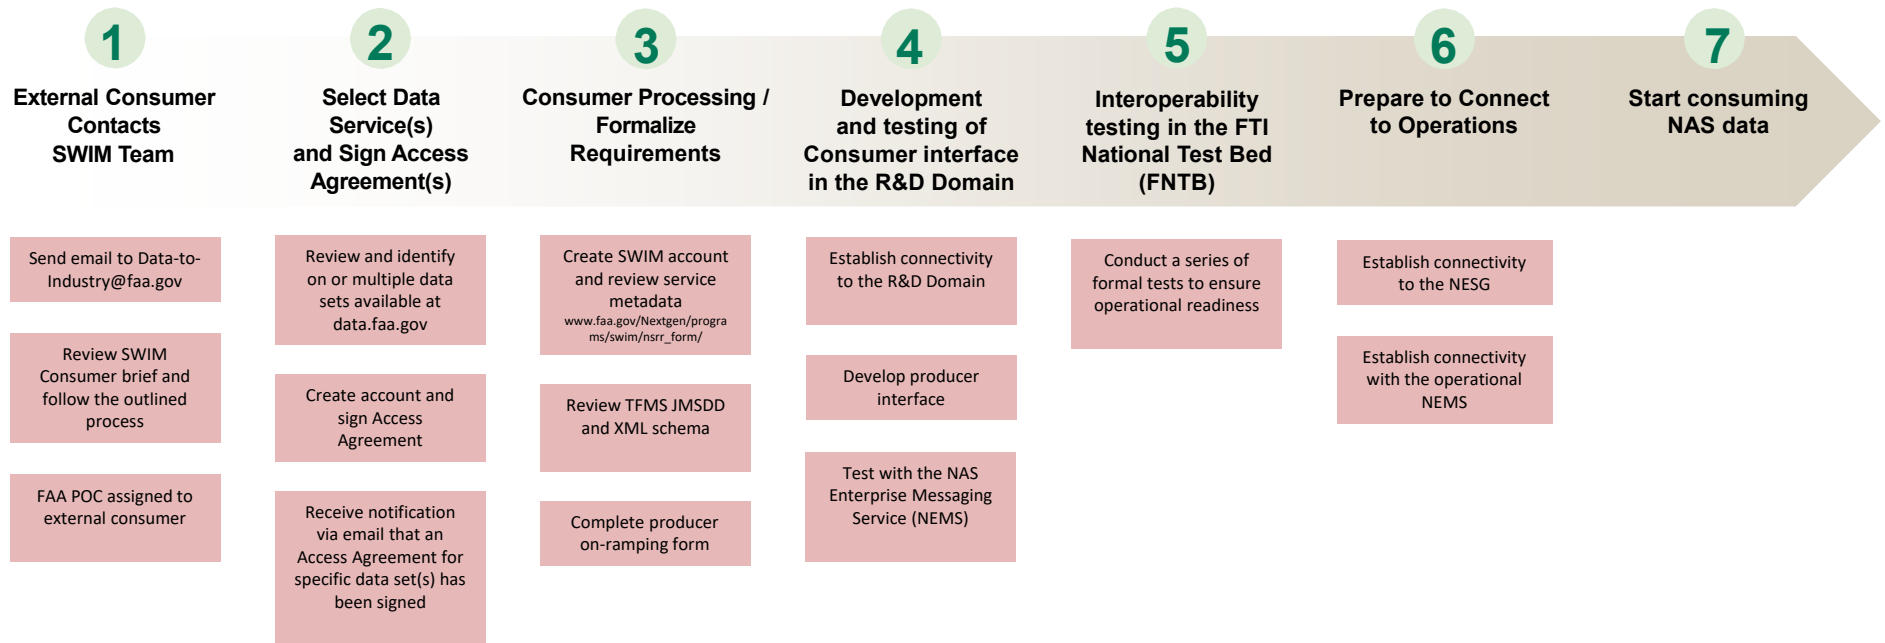 1
External Consumer
Contacts
SWIM Team
Send email to Data-to-
Industry@faa.gov
Review SWIM
Consumer brief and
follow the outlined
process
FAA POC assigned to
external consumer
2
Select Data
Service(s)
and Sign Access
Agreement(s)
Review and identify
on or multiple data
sets available at
data.faa.gov
Create account and
sign Access
Agreement
Receive notification
via email that an
Access Agreement for
specific data set(s) has
been signed
3
Consumer Processing /
Formalize
Requirements
Create SWIM account
and review service
metadata
www.faa.gov/Nextgen/progra
ms/swim/nsrr_form/
Review TFMS JMSDD
and XML schema
Complete producer
on-ramping form
4
Development
and testing of
Consumer interface
in the R&D Domain
Establish connectivity
to the R&D Domain
Develop producer
interface
Test with the NAS
Enterprise Messaging
Service (NEMS)
5
Interoperability
testing in the FTI
National Test Bed
(FNTB)
Conduct a series of
formal tests to ensure
operational readiness
6
Prepare to Connect
to Operations
Establish connectivity
to the NESG
Establish connectivity
with the operational
NEMS
7
Start consuming
NAS data